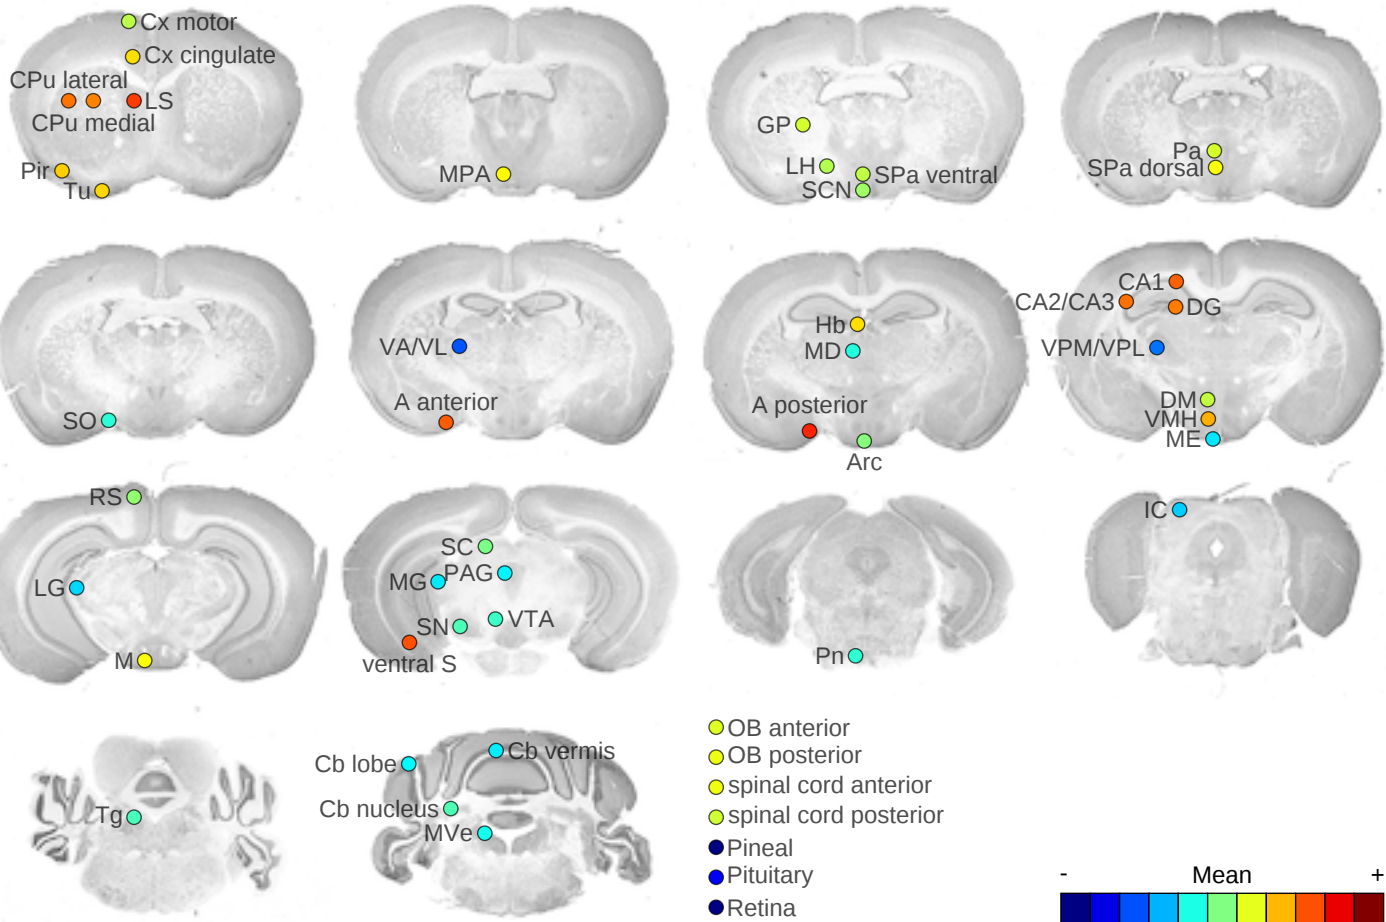 Cx motor
Cx cingulate
CPu lateral
LS
CPu medial
Pir
Tu
MPA
GP
LH
SPa ventral
SCN
Pa
SPa dorsal
SO
VA/VL
A anterior
Hb
MD
A posterior
Arc
CA1
CA2/CA3
DG
VPM/VPL
DM
VMH
ME
RS
LG
M
SC
MG
PAG
SN
VTA
ventral S
Pn
IC
Tg
Cb lobe
Cb vermis
Cb nucleus
MVe
OB anterior
OB posterior
spinal cord anterior
spinal cord posterior
Pineal
Pituitary
Retina
- Mean +